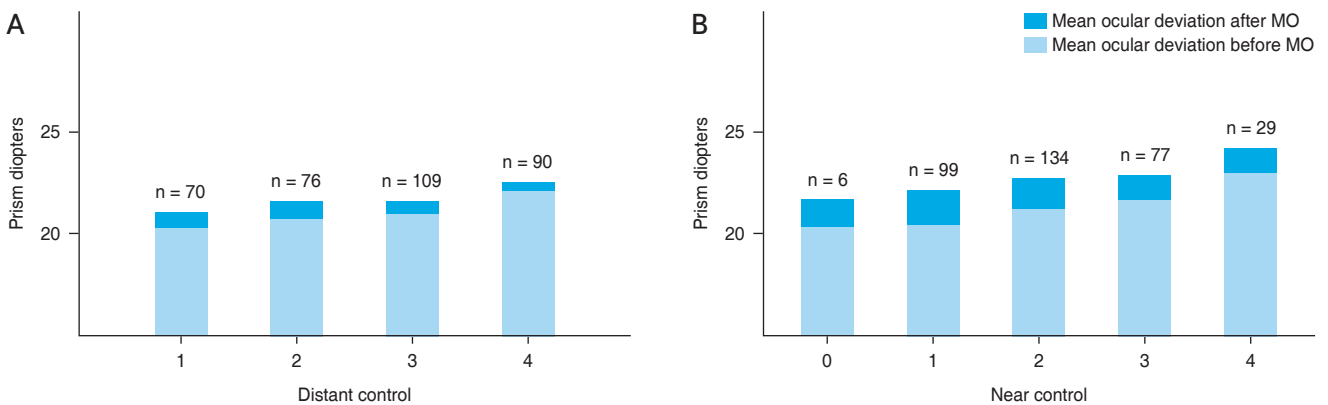 A
Prism diopters
25
20
n = 70
n = 76
n = 109
n = 90
1
2
3
4
Distant control
B
Mean ocular deviation after MO
Mean ocular deviation before MO
Prism diopters
25
20
n = 6
n = 99
n = 134
n = 77
n = 29
0
1
2
3
4
Near control